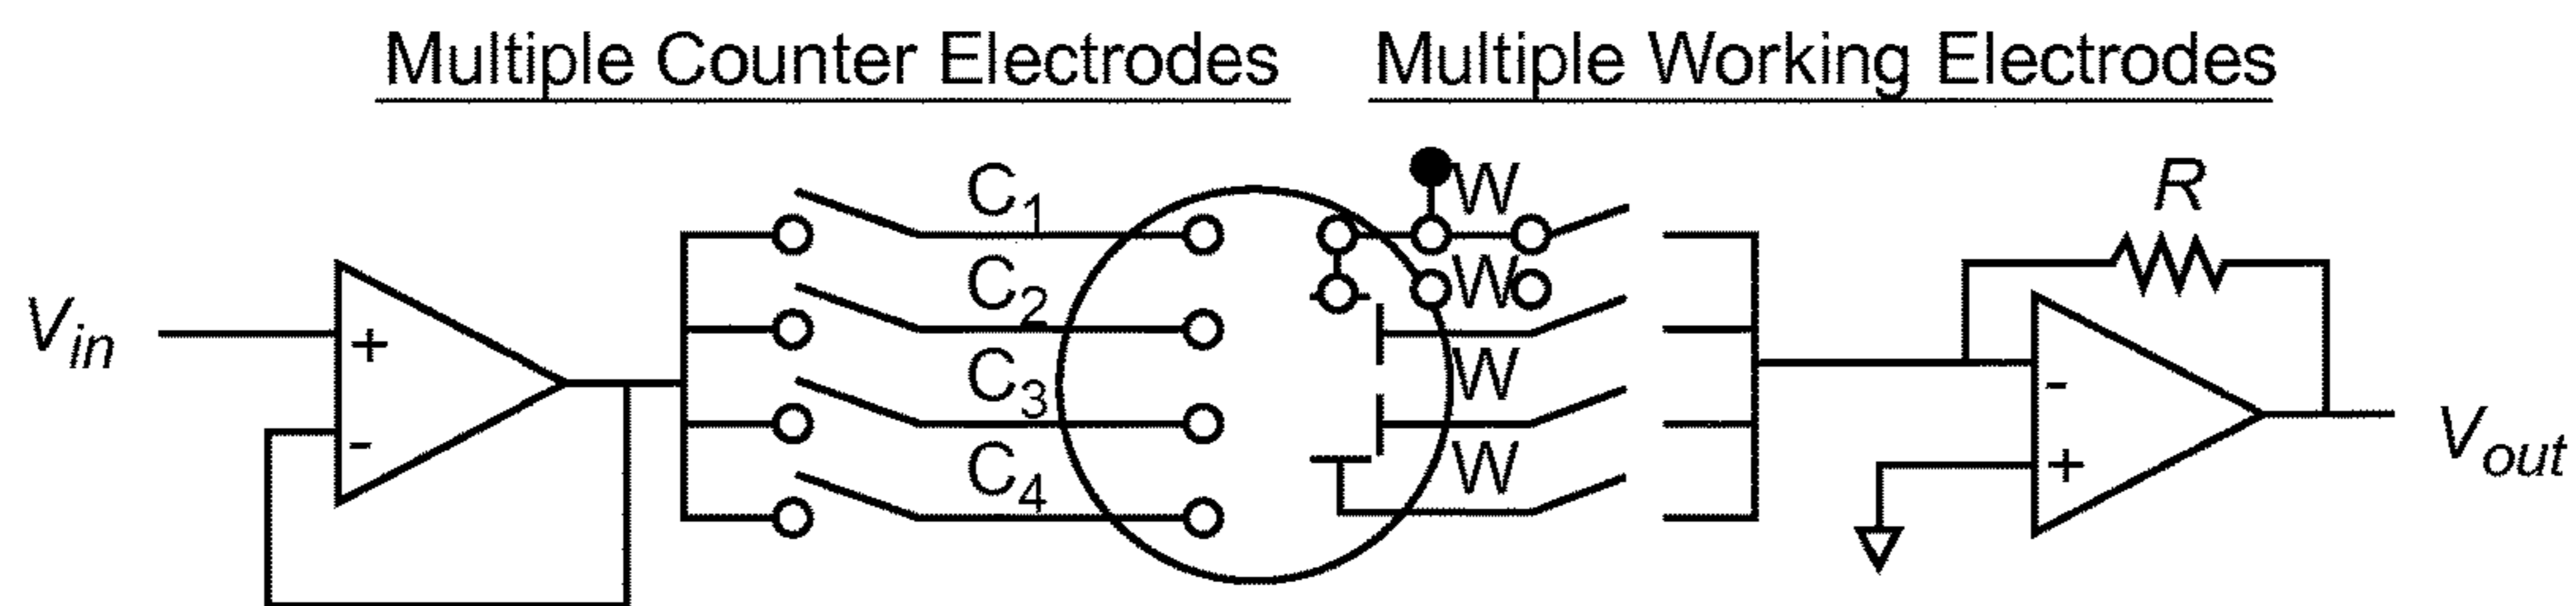 Multiple Counter Electrodes Multiple Working Electrodes
C1 W R
C2 W
Vin + C3 W -
- C4 W + Vout